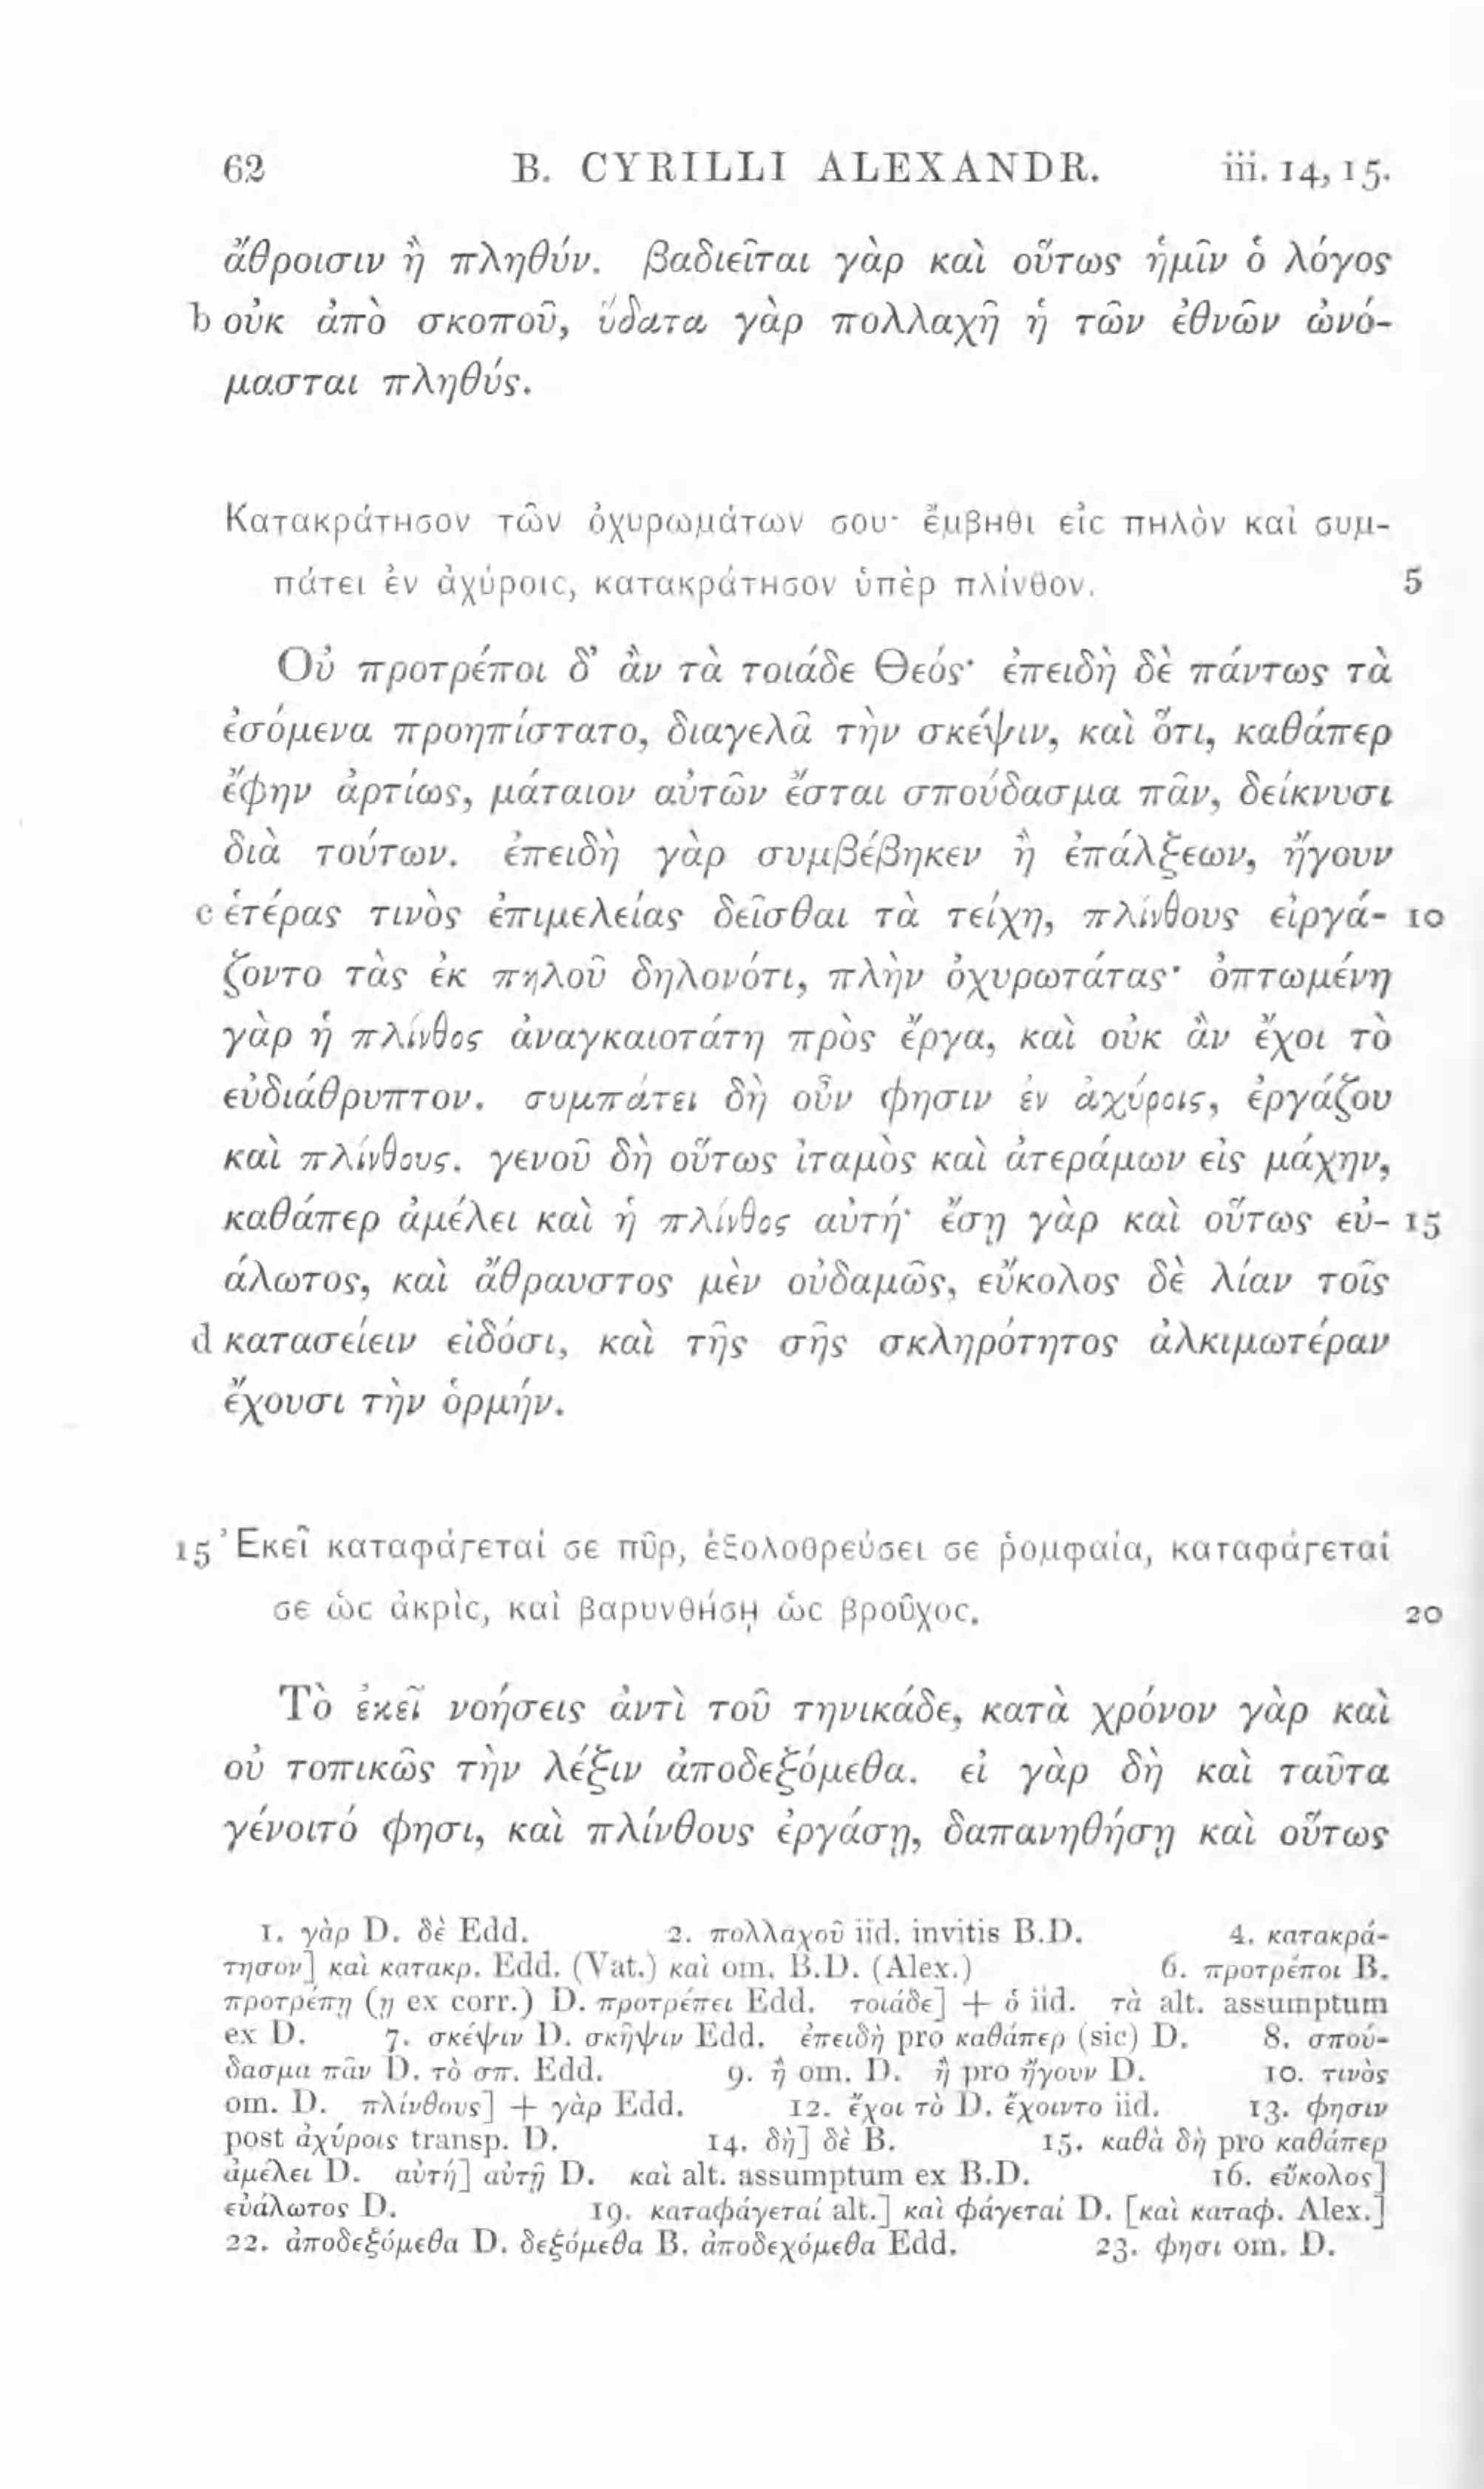 62 B. CYRILLI ALEXANDR. iii. 14, 15.
ἄθροισιν ἢ πληθύν. βαδιεῖται γὰρ καὶ οὕτως ἡμῖν ὁ λόγος
b οὐκ ἀπὸ σκοποῦ, ὕδατα γὰρ πολλαχῆ ἡ τῶν ἐθνῶν ὠνό-
μασται πληθύς.
Κατακράτησον τῶν ὀχυρωμάτων σου· ἔμβηθι εἰς πηλὸν καὶ συμ-
πάτει ἐν ἀχύροις, κατακράτησον ὑπὲρ πλίνθον. 5
Οὐ προτρέποι δ’ ἂν τὰ τοιάδε Θεός· ἐπειδὴ δὲ πάντως τὰ
ἐσόμενα προηπίστατο, διαγελᾶ τὴν σκέψιν, καὶ ὅτι, καθάπερ
ἔφην ἀρτίως, μάταιον αὐτῶν ἔσται σπούδασμα πᾶν, δείκνυσι
διὰ τούτων. ἐπειδὴ γὰρ συμβέβηκεν ἢ ἐπάλξεων, ἤγουν
c ἑτέρας τινὸς ἐπιμελείας δεῖσθαι τὰ τείχη, πλίνθους εἰργά- 10
ζοντο τὰς ἐκ πηλοῦ δηλονότι, πλὴν ὀχυρωτάτας· ὀπτωμένη
γὰρ ἡ πλίνθος ἀναγκαιοτάτη πρὸς ἔργα, καὶ οὐκ ἂν ἔχοι τὸ
εὐδιάθρυπτον. συμπάτει δὴ οὖν φησιν ἐν ἀχύροις, ἐργάζου
καὶ πλίνθους. γενοῦ δὴ οὕτως ἰταμὸς καὶ ἀτεράμων εἰς μάχην,
καθάπερ ἀμέλει καὶ ἡ πλίνθος αὐτή· ἔσῃ γὰρ καὶ οὕτως εὐ- 15
άλωτος, καὶ ἄθραυστος μὲν οὐδαμῶς, εὔκολος δὲ λίαν τοῖς
d κατασείειν εἰδόσι, καὶ τῆς σῆς σκληρότητος ἀλκιμωτέραν
ἔχουσι τὴν ὁρμήν.
15 Ἐκεῖ καταφάγεταί σε πῦρ, ἐξολοθρεύσει σε ῥομφαία, καταφάγεταί
σε ὡς ἀκρὶς, καὶ βαρυνθήσῃ ὡς βροῦχος. 20
Τὸ ἐκεῖ νοήσεις ἀντὶ τοῦ τηνικάδε, κατὰ χρόνον γὰρ καὶ
οὐ τοπικῶς τὴν λέξιν ἀποδεξόμεθα. εἰ γὰρ δὴ καὶ ταῦτα
γένοιτό φησι, καὶ πλίνθους ἐργάσῃ, δαπανηθήσῃ καὶ οὕτως
1. γὰρ D. δὲ Edd. 2. πολλαχοῦ iid. invitis B.D. 4. κατακρά-
τησον] καὶ κατακρ. Edd. (Vat.) καὶ om. B.D. (Alex.) 6. προτρέποι B.
προτρέπῃ (ῃ ex corr.) D. προτρέπει Edd. τοιάδε] + ὁ iid. τὰ alt. assumptum
ex D. 7. σκέψιν D. σκῆψιν Edd. ἐπειδὴ pro καθάπερ (sic) D. 8. σπού-
δασμα πᾶν D. τὸ σπ. Edd. 9. ἢ om. D. ἢ pro ἤγουν D. 10. τινὸς
om. D. πλίνθους] + γὰρ Edd. 12. ἔχοι τὸ D. ἔχοιντο iid. 13. φησιν
post ἀχύροις transp. D. 14. δὴ] δὲ B. 15. καθὰ δὴ pro καθάπερ
ἀμέλει D. αὐτή] αὐτῇ D. καὶ alt. assumptum ex B.D. 16. εὔκολος]
εὐάλωτος D. 19. καταφάγεταί alt.] καὶ φάγεταί D. [καὶ καταφ. Alex.]
22. ἀποδεξόμεθα D. δεξόμεθα B. ἀποδεχόμεθα Edd. 23. φησι om. D.